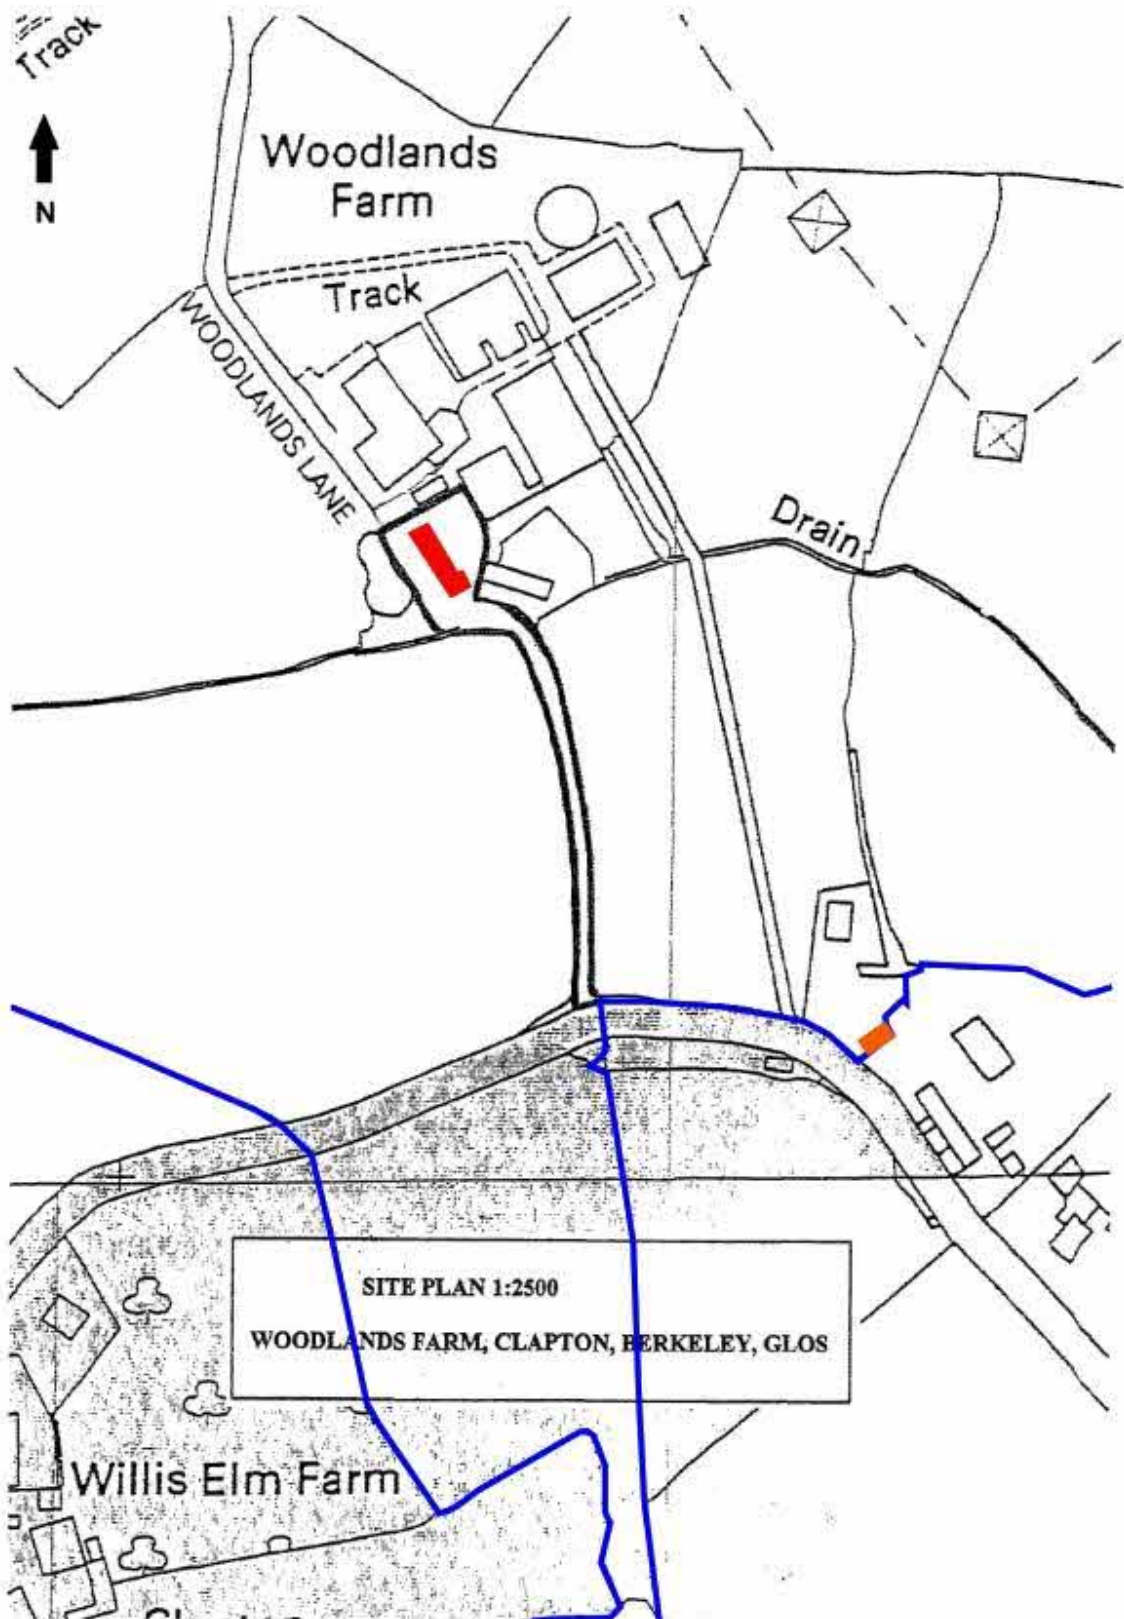 Track
N
Woodlands
Farm
Track
WOODLANDS LANE
Drain
SITE PLAN 1:2500
WOODLANDS FARM, CLAPTON, BERKELEY, GLOS
Willis Elm Farm